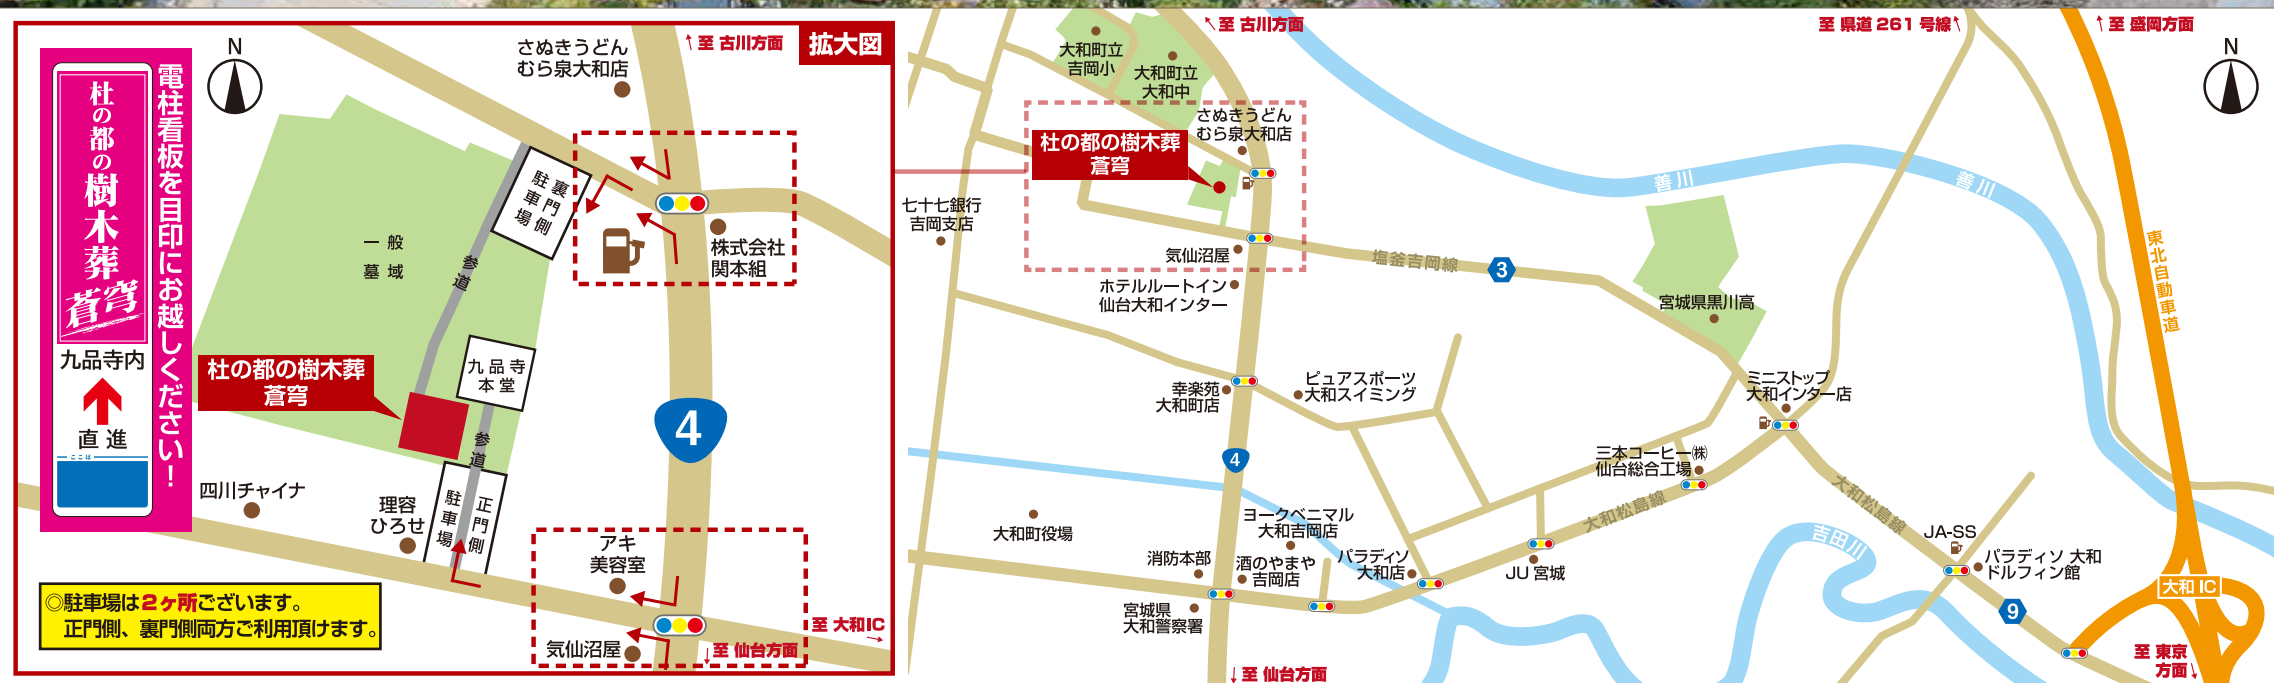 拡大図
N
↑至 古川方面
さぬきうどん
むら泉大和店
電柱看板を目印にお越しください！
杜の都の樹木葬
蒼穹
九品寺内
直進
ここは
一般
墓域
参道
裏門側
駐車場
株式会社
関本組
九品寺
本堂
杜の都の樹木葬
蒼穹
参道
4
四川チャイナ
理容
ひろせ
正門側
駐車場
アキ
美容室
気仙沼屋
↓至 仙台方面
至 大和IC
→
◎駐車場は2ヶ所ございます。
正門側、裏門側両方ご利用頂けます。
↖至 古川方面
至 県道 261 号線↑
↑至 盛岡方面
N
大和町立
吉岡小
大和町立
大和中
さぬきうどん
むら泉大和店
杜の都の樹木葬
蒼穹
七十七銀行
吉岡支店
気仙沼屋
ホテルルートイン
仙台大和インター
塩釜吉岡線
3
善川
善川
宮城県黒川高
東北自動車道
幸楽苑
大和町店
ピュアスポーツ
大和スイミング
ミニストップ
大和インター店
4
三本コーヒー㈱
仙台総合工場
大和松島線
大和松島線
大和町役場
ヨークベニマル
大和吉岡店
消防本部
酒のやまや
吉岡店
パラディソ
大和店
JU 宮城
吉田川
JA-SS
パラディソ 大和
ドルフィン館
大和 IC
9
宮城県
大和警察署
↓至 仙台方面
至 東京
方面↓